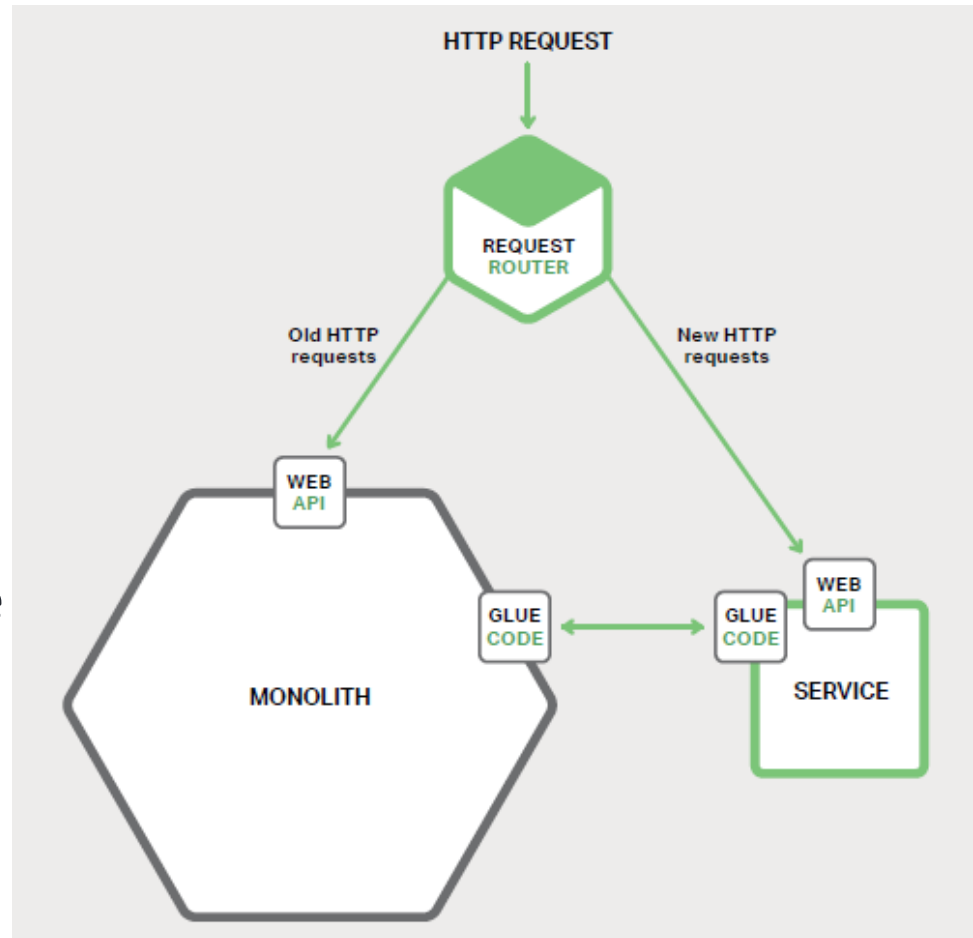 HTTP REQUEST
REQUEST
ROUTER
Old HTTP
requests
New HTTP
requests
WEB
API
WEB
API
GLUE
CODE
GLUE
CODE
MONOLITH
SERVICE
e